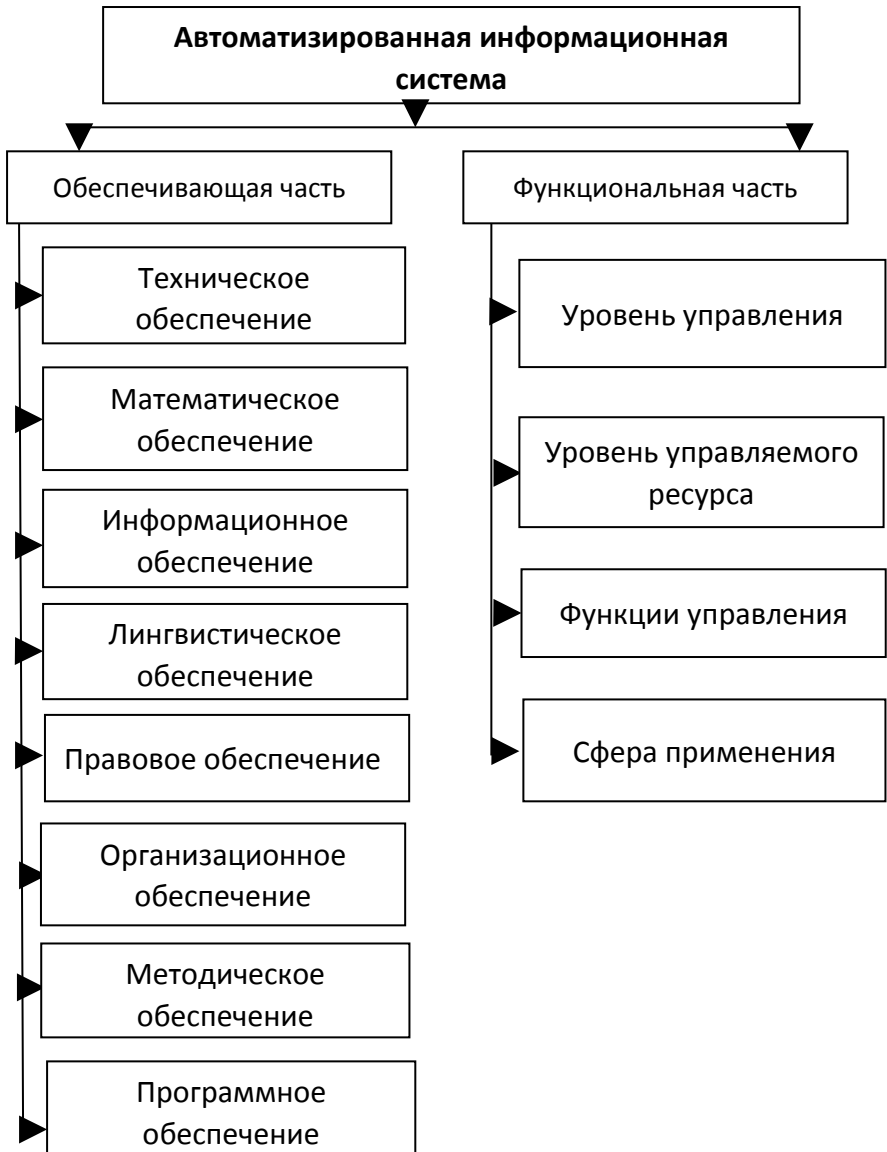 Автоматизированная информационная
система
Обеспечивающая часть
Функциональная часть
Техническое
обеспечение
Математическое
обеспечение
Информационное
обеспечение
Лингвистическое
обеспечение
Правовое обеспечение
Организационное
обеспечение
Методическое
обеспечение
Программное
обеспечение
Уровень управления
Уровень управляемого
ресурса
Функции управления
Сфера применения